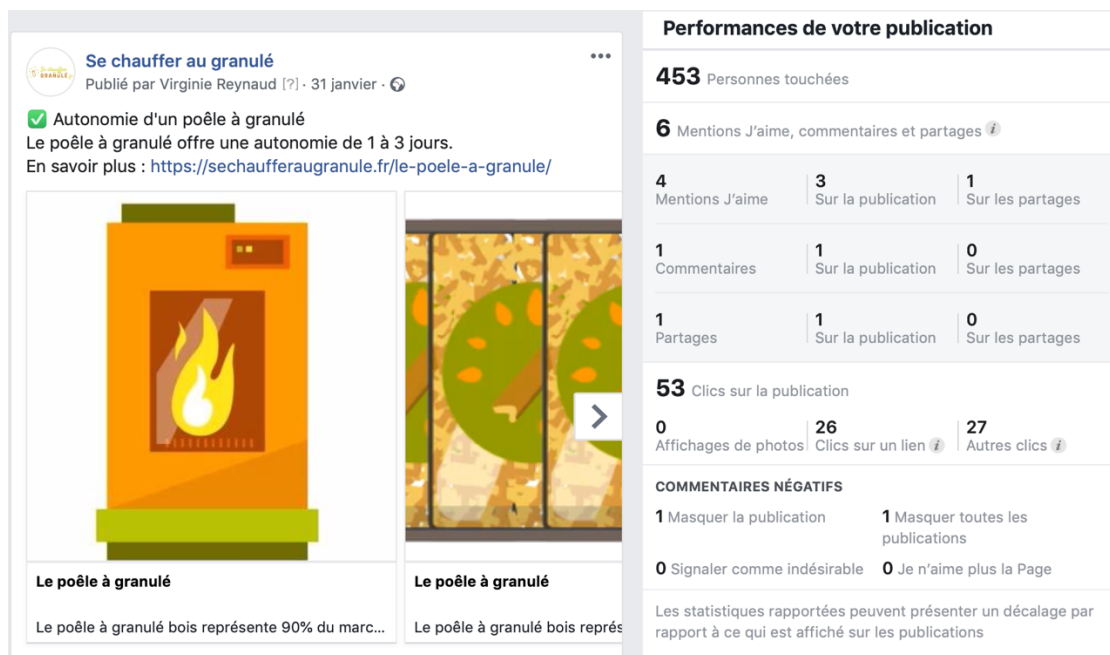 Se chauffer au granulé
Publié par Virginie Reynaud [?] · 31 janvier ·
✅ Autonomie d'un poêle à granulé
Le poêle à granulé offre une autonomie de 1 à 3 jours.
En savoir plus : https://sechaufferaugranule.fr/le-poele-a-granule/
Le poêle à granulé
Le poêle à granulé bois représente 90% du marc...
Le poêle à granulé
Le poêle à granulé bois représ
Performances de votre publication
453 Personnes touchées
6 Mentions J'aime, commentaires et partages
4 3 1
Mentions J'aime Sur la publication Sur les partages
1 1 0
Commentaires Sur la publication Sur les partages
1 1 0
Partages Sur la publication Sur les partages
53 Clics sur la publication
0 26 27
Affichages de photos Clics sur un lien Autres clics
COMMENTAIRES NÉGATIFS
1 Masquer la publication 1 Masquer toutes les
publications
0 Signaler comme indésirable 0 Je n'aime plus la Page
Les statistiques rapportées peuvent présenter un décalage par
rapport à ce qui est affiché sur les publications